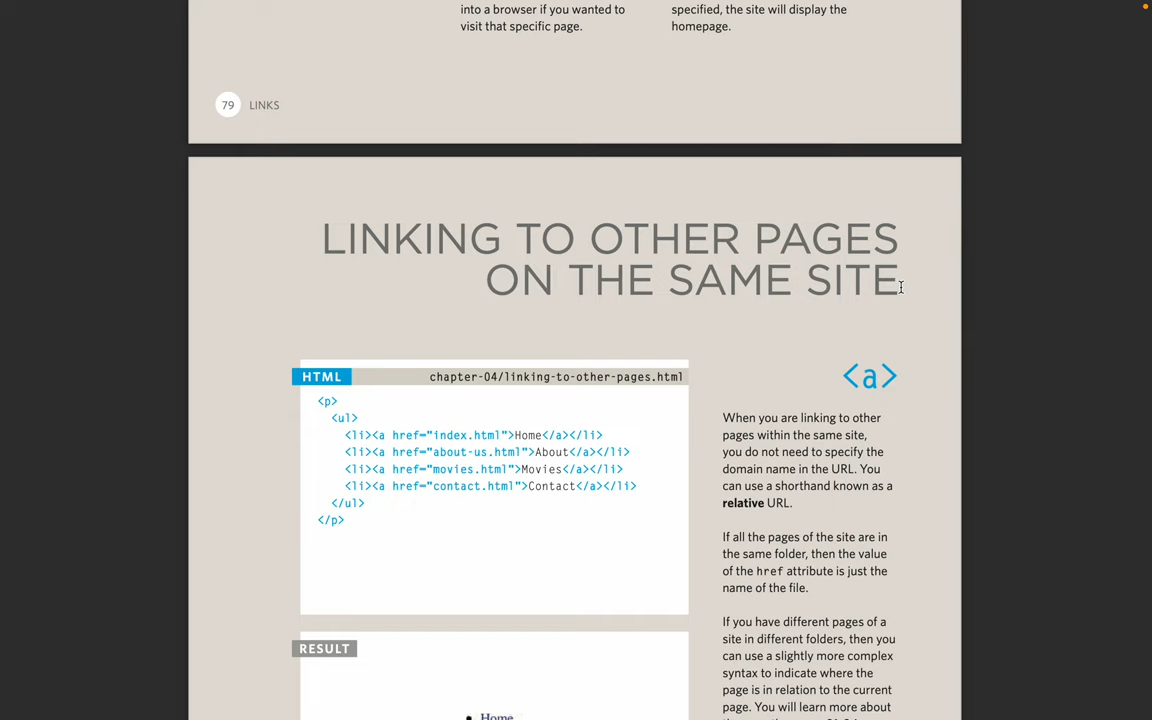 into a browser if you wanted to
visit that specific page.
specified, the site will display the
homepage.
79 LINKS
LINKING TO OTHER PAGES
ON THE SAME SITE
HTML chapter-04/linking-to-other-pages.html
<p>
<ul>
<li><a href="index.html">Home</a></li>
<li><a href="about-us.html">About</a></li>
<li><a href="movies.html">Movies</a></li>
<li><a href="contact.html">Contact</a></li>
</ul>
</p>
RESULT
Home
<a>
When you are linking to other
pages within the same site,
you do not need to specify the
domain name in the URL. You
can use a shorthand known as a
relative URL.
If all the pages of the site are in
the same folder, then the value
of the href attribute is just the
name of the file.
If you have different pages of a
site in different folders, then you
can use a slightly more complex
syntax to indicate where the
page is in relation to the current
page. You will learn more about